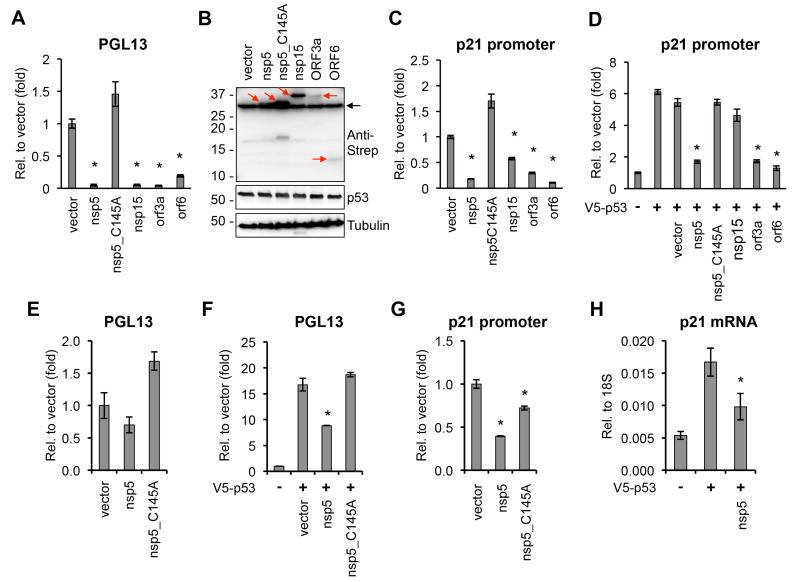 A
PGL13
Rel. to vector (fold)
2
1.5
1
0.5
0
*
*
*
*
vector
nsp5
nsp5_C145A
nsp15
orf3a
orf6
B
vector
nsp5
nsp5_C145A
nsp15
ORF3a
ORF6
37
25
20
15
10
Anti-
Strep
50
p53
50
Tubulin
C
p21 promoter
Rel. to vector (fold)
2.5
2
1.5
1
0.5
0
*
*
*
*
vector
nsp5
nsp5C145A
nsp15
orf3a
orf6
D
p21 promoter
Rel. to vector (fold)
8
6
4
2
0
*
*
*
V5-p53 - + + + + + + +
vector
nsp5
nsp5_C145A
nsp15
orf3a
orf6
E
PGL13
Rel. to vector (fold)
2.0
1.5
1.0
0.5
0.0
vector
nsp5
nsp5_C145A
F
PGL13
Rel. to vector (fold)
25
20
15
10
5
0
*
V5-p53 - + + +
vector
nsp5
nsp5_C145A
G
p21 promoter
Rel. to vector (fold)
1.5
1.0
0.5
0.0
*
*
vector
nsp5
nsp5_C145A
H
p21 mRNA
Rel. to 18S
0.020
0.015
0.010
0.005
0.000
*
V5-p53 - + +
nsp5